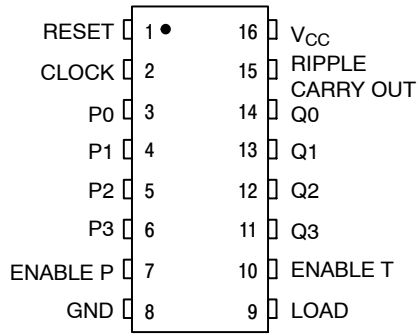 RESET 1 16 VCC
CLOCK 2 15 RIPPLE
CARRY OUT
P0 3 14 Q0
P1 4 13 Q1
P2 5 12 Q2
P3 6 11 Q3
ENABLE P 7 10 ENABLE T
GND 8 9 LOAD